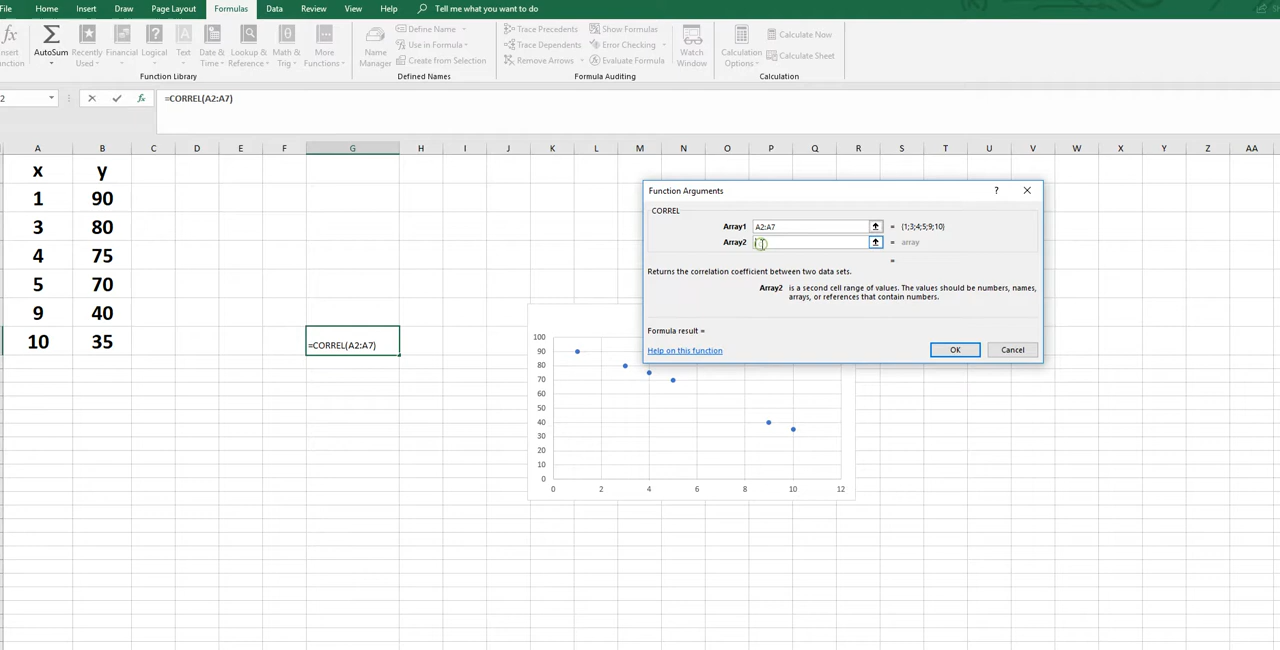 File Home Insert Draw Page Layout Formulas Data Review View Help Tell me what you want to do
fx AutoSum Recently Used Financial Logical Text Date & Time Lookup & Reference Math & Trig More Functions
Function Library
Name Manager
Define Name
Use in Formula
Create from Selection
Defined Names
Trace Precedents
Trace Dependents
Remove Arrows
Show Formulas
Error Checking
Evaluate Formula
Formula Auditing
Watch Window
Calculation Options
Calculate Now
Calculate Sheet
Calculation
2 fx =CORREL(A2:A7)
A B C D E F G H I J K L M N O P Q R S T U V W X Y Z AA
x y
1 90
3 80
4 75
5 70
9 40
10 35
=CORREL(A2:A7)
Function Arguments ?
CORREL
Array1 A2:A7 = {1;3;4;5;9;10}
Array2 = array
=
Returns the correlation coefficient between two data sets.
Array2 is a second cell range of values. The values should be numbers, names,
arrays, or references that contain numbers.
Formula result =
Help on this function OK Cancel
100
90
80
70
60
50
40
30
20
10
0
0 2 4 6 8 10 12